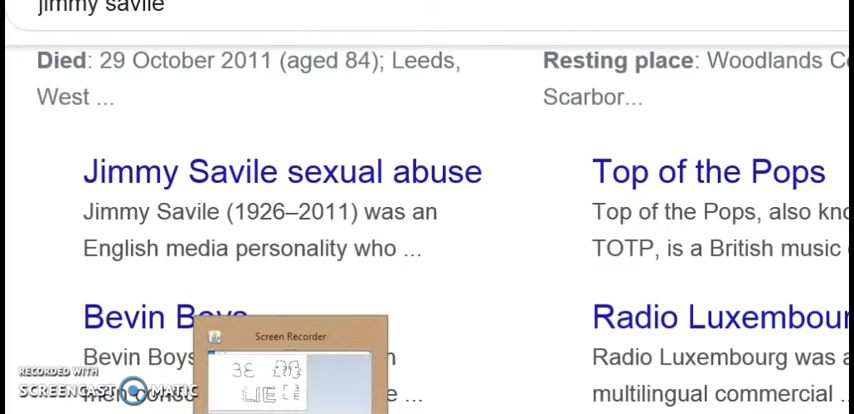 jimmy savile
Died: 29 October 2011 (aged 84); Leeds,
West ...
Resting place: Woodlands C
Scarbor...
Jimmy Savile sexual abuse
Jimmy Savile (1926–2011) was an
English media personality who ...
Top of the Pops
Top of the Pops, also kno
TOTP, is a British music
Bevin Boys
Bevin Boys
Radio Luxembour
Radio Luxembourg was a
multilingual commercial ...
Screen Recorder
RECORDED WITH
SCREENCAST MATIC